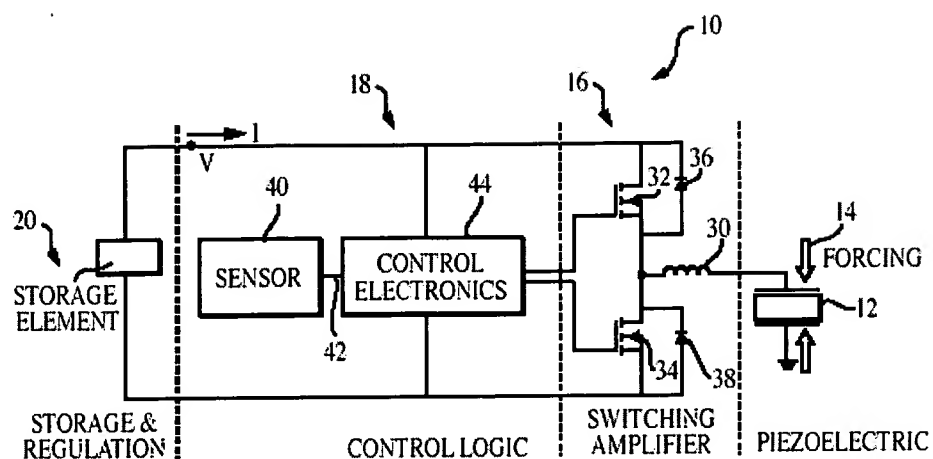 10
18
16
I
V
40
44
32
36
20
30
14
FORCING
SENSOR
CONTROL
ELECTRONICS
12
STORAGE
ELEMENT
42
34
38
STORAGE &
REGULATION
CONTROL LOGIC
SWITCHING
AMPLIFIER
PIEZOELECTRIC